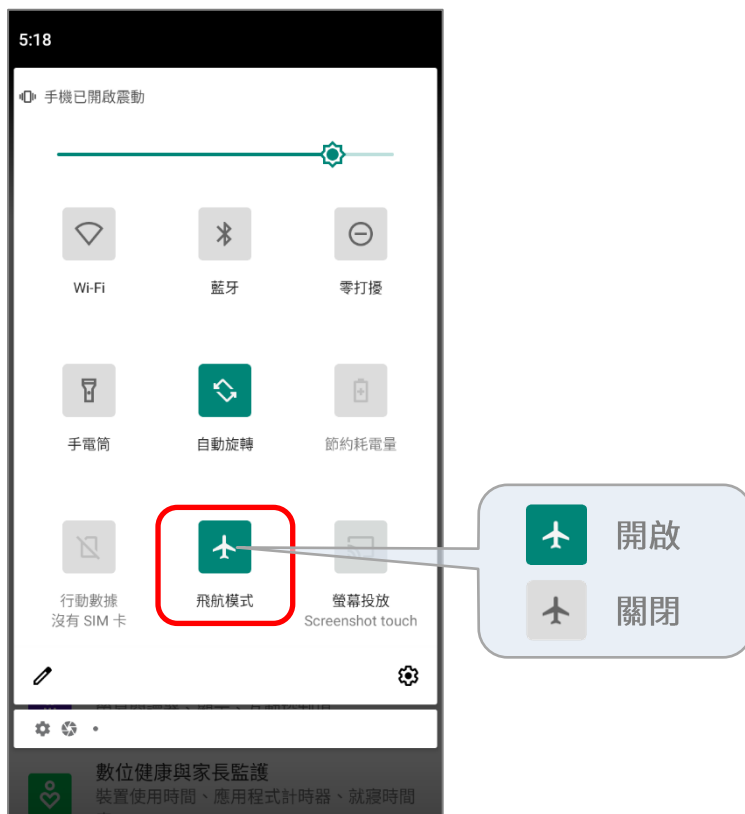 5:18
手機已開啟震動
Wi-Fi
藍牙
零打擾
手電筒
自動旋轉
節約耗電量
行動數據
沒有 SIM 卡
飛航模式
螢幕投放
Screenshot touch
開啟
關閉
數位健康與家長監護
裝置使用時間、應用程式計時器、就寢時間